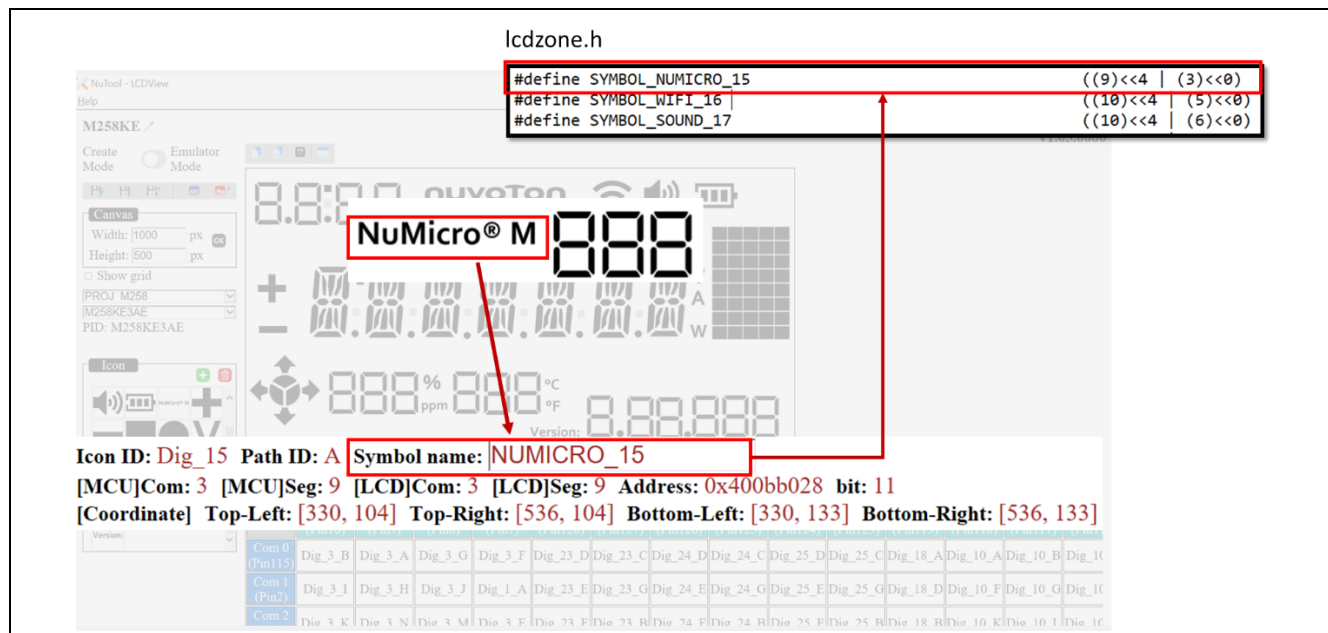 lcdzone.h
#define SYMBOL_NUMICRO_15 ((9)<<4 | (3)<<0)
#define SYMBOL_WIFI_16 ((10)<<4 | (5)<<0)
#define SYMBOL_SOUND_17 ((10)<<4 | (6)<<0)
NuTool - LCDView
Help
M258KE
Create Mode
Emulator Mode
Canvas
Width: 1000 px
OK
Height: 500 px
Show grid
PROJ M258
M258KE3AE
PID: M258KE3AE
Icon
nuvoTon
NuMicro® M
A
W
%
ppm
°C
°F
Version:
Icon ID: Dig_15 Path ID: A Symbol name: NUMICRO_15
[MCU]Com: 3 [MCU]Seg: 9 [LCD]Com: 3 [LCD]Seg: 9 Address: 0x400bb028 bit: 11
[Coordinate] Top-Left: [330, 104] Top-Right: [536, 104] Bottom-Left: [330, 133] Bottom-Right: [536, 133]
Version:
Com 0 (Pin115) Dig_3_B Dig_3_A Dig_3_G Dig_3_F Dig_23_D Dig_23_C Dig_24_D Dig_24_C Dig_25_D Dig_25_C Dig_18_A Dig_10_A Dig_10_B
Com 1 (Pin2) Dig_3_I Dig_3_H Dig_3_J Dig_1_A Dig_23_E Dig_23_G Dig_24_E Dig_24_G Dig_25_E Dig_25_G Dig_18_D Dig_10_F Dig_10_G
Com 2